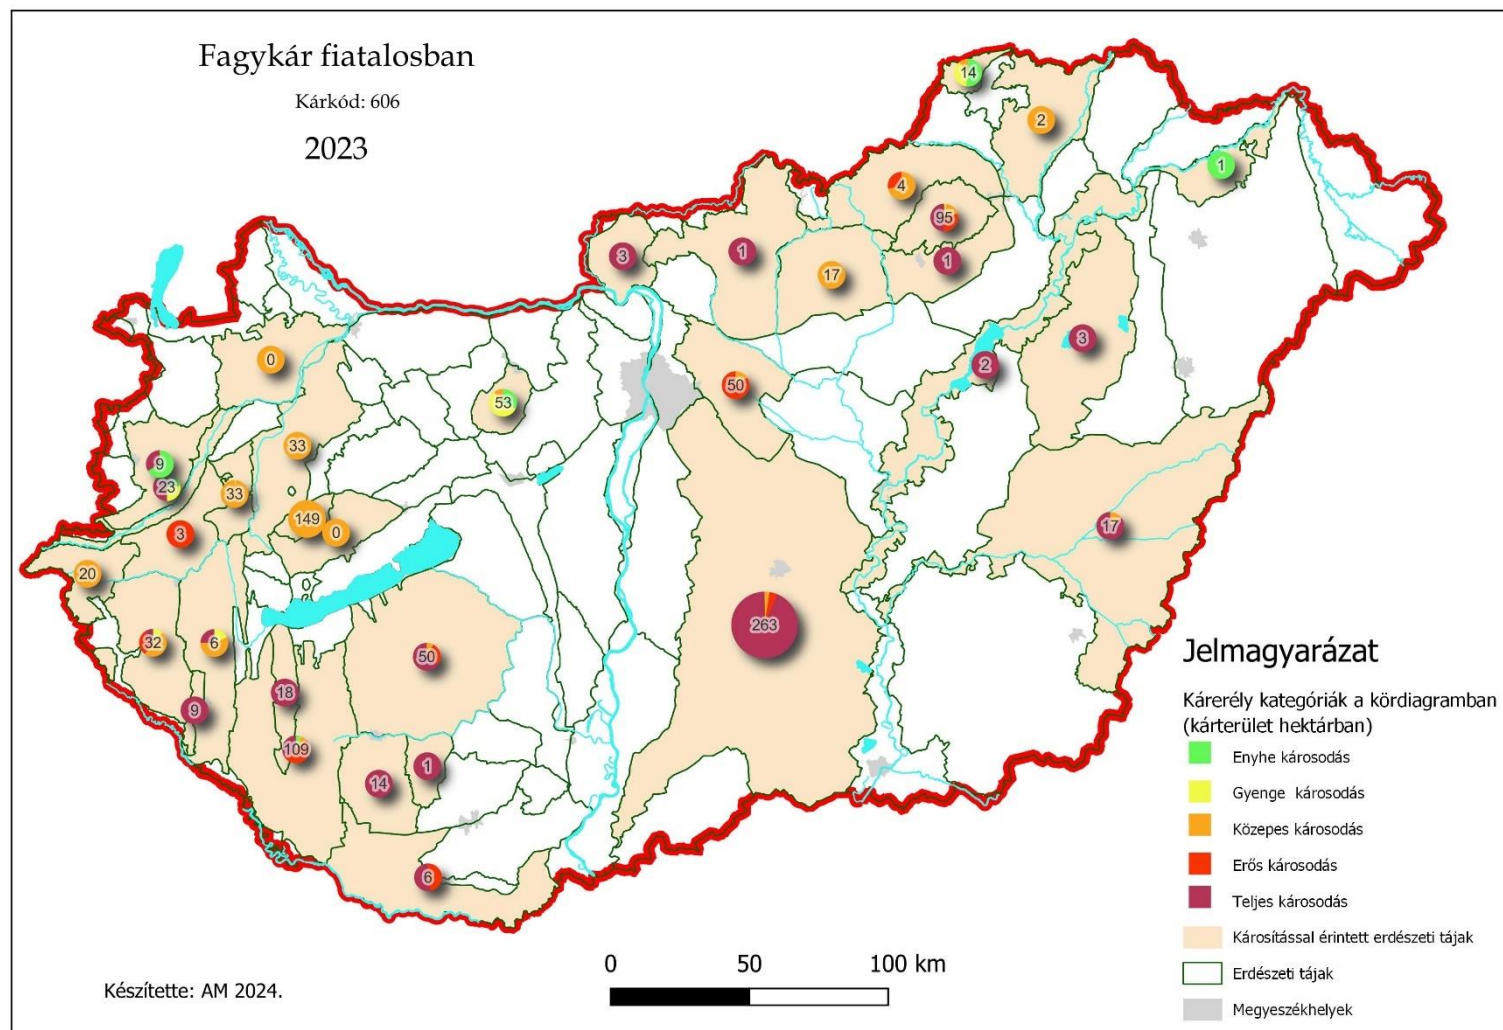 Fagykár fiatalosban
Kárkód: 606
2023
14
2
1
4
95
3
1
17
1
0
3
2
50
53
33
9
23
33
149
0
17
3
20
263
32
6
50
18
9
109
1
14
6
Jelmagyarázat
Kárerély kategóriák a kördiagramban
(kárterület hektárban)
Enyhe károsodás
Gyenge károsodás
Közepes károsodás
Erős károsodás
Teljes károsodás
Károsítással érintett erdészeti tájak
Erdészeti tájak
Megyeszékhelyek
0 50 100 km
Készítette: AM 2024.